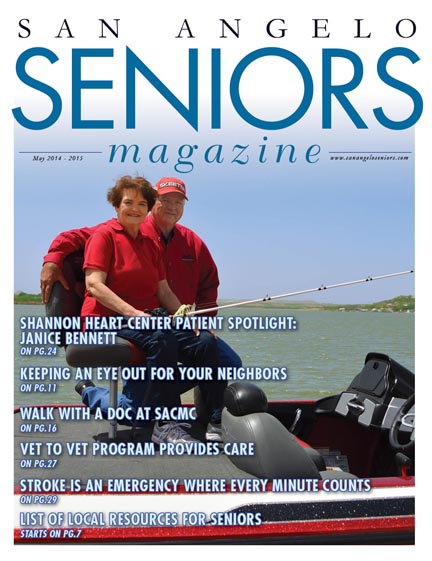 SAN ANGELO
SENIORS
magazine
May 2014 - 2015
www.sanangeloseniors.com
SKEETER
SHANNON HEART CENTER PATIENT SPOTLIGHT:
JANICE BENNETT
ON PG.24
KEEPING AN EYE OUT FOR YOUR NEIGHBORS
ON PG.11
WALK WITH A DOC AT SACMC
ON PG.16
VET TO VET PROGRAM PROVIDES CARE
ON PG.27
STROKE IS AN EMERGENCY WHERE EVERY MINUTE COUNTS
ON PG.29
LIST OF LOCAL RESOURCES FOR SENIORS
STARTS ON PG.7